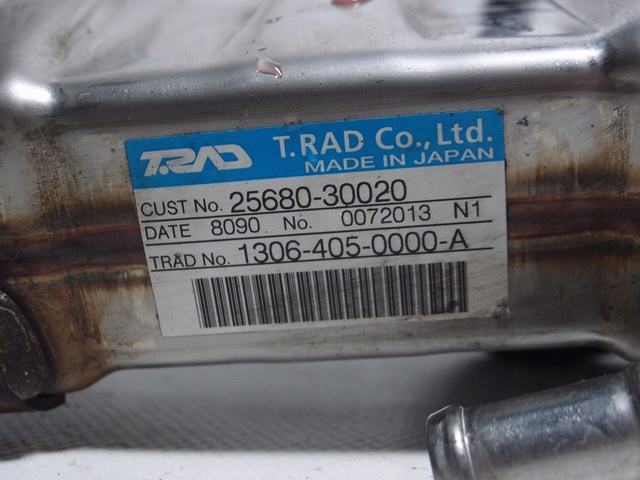 T.RAD T.RAD Co., Ltd.
MADE IN JAPAN
CUST No. 25680-30020
DATE 8090 No. 0072013 N1
TRAD No. 1306-405-0000-A